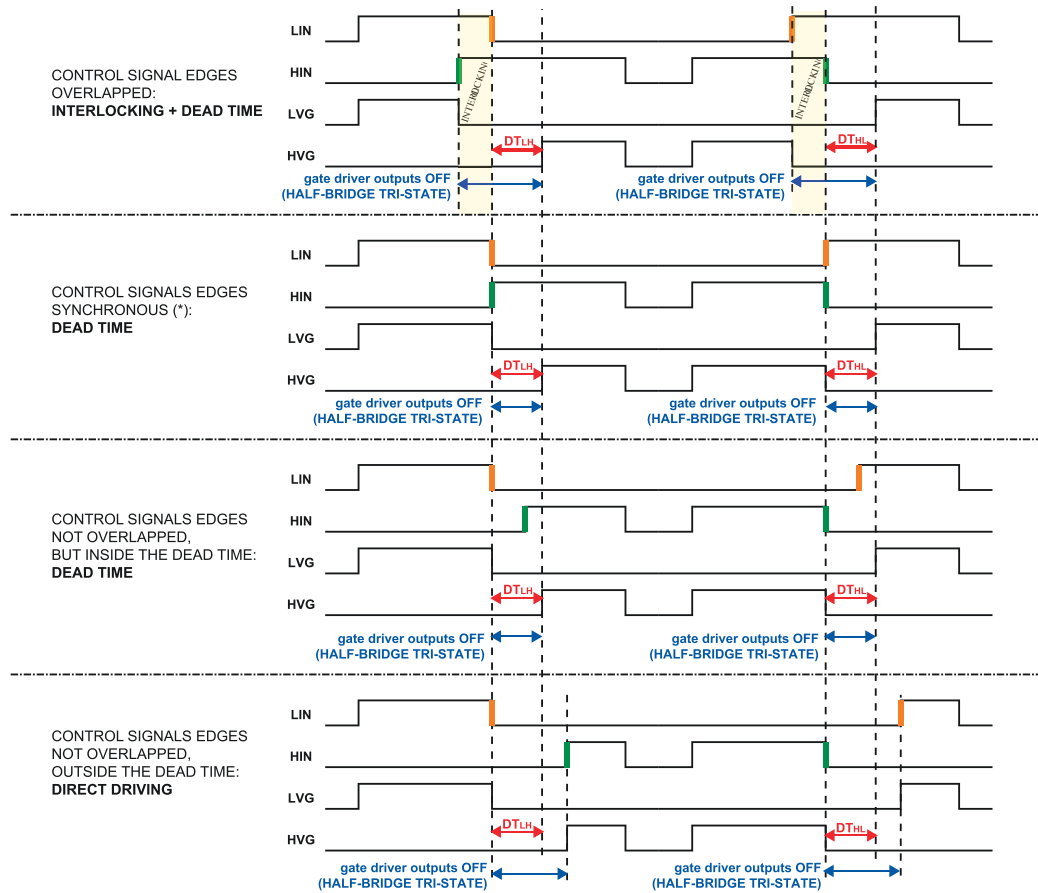 LIN
HIN
CONTROL SIGNAL EDGES
OVERLAPPED:
INTERLOCKING + DEAD TIME
INTERLOCKING
INTERLOCKING
LVG
DTLH
DTHL
HVG
gate driver outputs OFF
(HALF-BRIDGE TRI-STATE)
gate driver outputs OFF
(HALF-BRIDGE TRI-STATE)
LIN
CONTROL SIGNALS EDGES
SYNCHRONOUS (*):
DEAD TIME
HIN
LVG
DTLH
DTHL
HVG
gate driver outputs OFF
(HALF-BRIDGE TRI-STATE)
gate driver outputs OFF
(HALF-BRIDGE TRI-STATE)
LIN
CONTROL SIGNALS EDGES
NOT OVERLAPPED,
BUT INSIDE THE DEAD TIME:
DEAD TIME
HIN
LVG
DTLH
DTHL
HVG
gate driver outputs OFF
(HALF-BRIDGE TRI-STATE)
gate driver outputs OFF
(HALF-BRIDGE TRI-STATE)
LIN
CONTROL SIGNALS EDGES
NOT OVERLAPPED,
OUTSIDE THE DEAD TIME:
DIRECT DRIVING
HIN
LVG
DTLH
DTHL
HVG
gate driver outputs OFF
(HALF-BRIDGE TRI-STATE)
gate driver outputs OFF
(HALF-BRIDGE TRI-STATE)